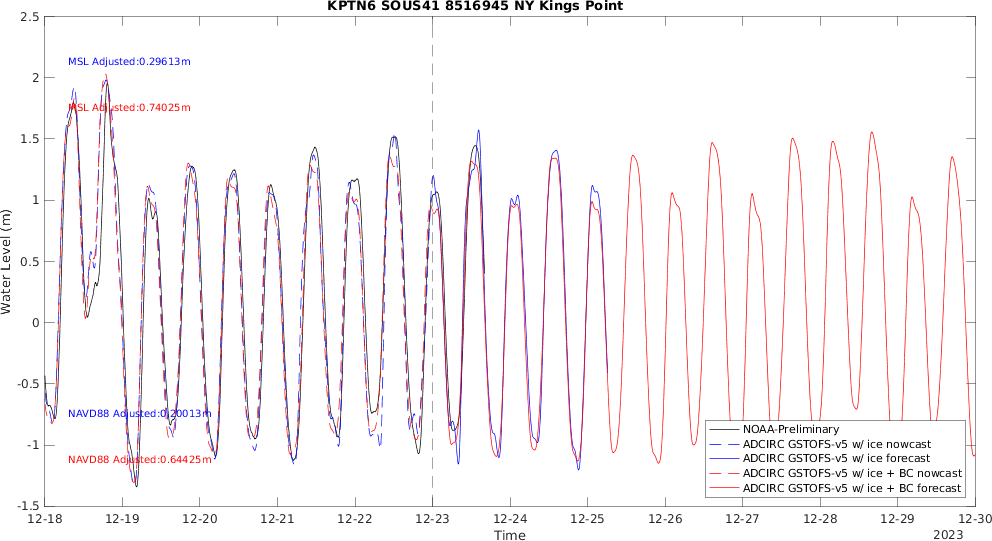 KPTN6 SOUS41 8516945 NY Kings Point
2.5
2
1.5
1
0.5
0
-0.5
-1
-1.5
Water Level (m)
MSL Adjusted:0.29613m
MSL Adjusted:0.74025m
NAVD88 Adjusted:0.20013m
NAVD88 Adjusted:0.64425m
NOAA-Preliminary
ADCIRC GSTOFS-v5 w/ ice nowcast
ADCIRC GSTOFS-v5 w/ ice forecast
ADCIRC GSTOFS-v5 w/ ice + BC nowcast
ADCIRC GSTOFS-v5 w/ ice + BC forecast
12-18 12-19 12-20 12-21 12-22 12-23 12-24 12-25 12-26 12-27 12-28 12-29 12-30
Time
2023